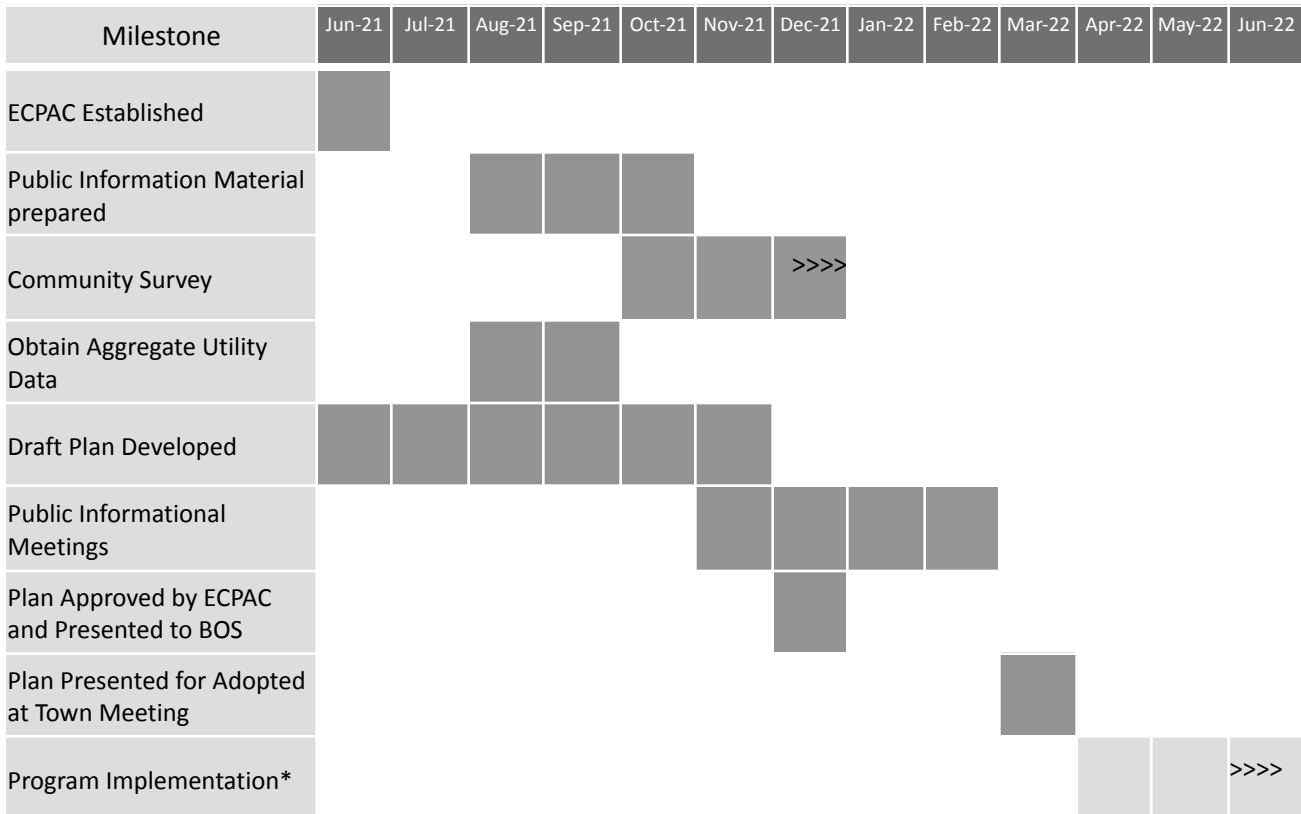 Milestone Jun-21 Jul-21 Aug-21 Sep-21 Oct-21 Nov-21 Dec-21 Jan-22 Feb-22 Mar-22 Apr-22 May-22 Jun-22
ECPAC Established
Public Information Material
prepared
Community Survey >>>>
Obtain Aggregate Utility
Data
Draft Plan Developed
Public Informational
Meetings
Plan Approved by ECPAC
and Presented to BOS
Plan Presented for Adopted
at Town Meeting
Program Implementation* >>>>